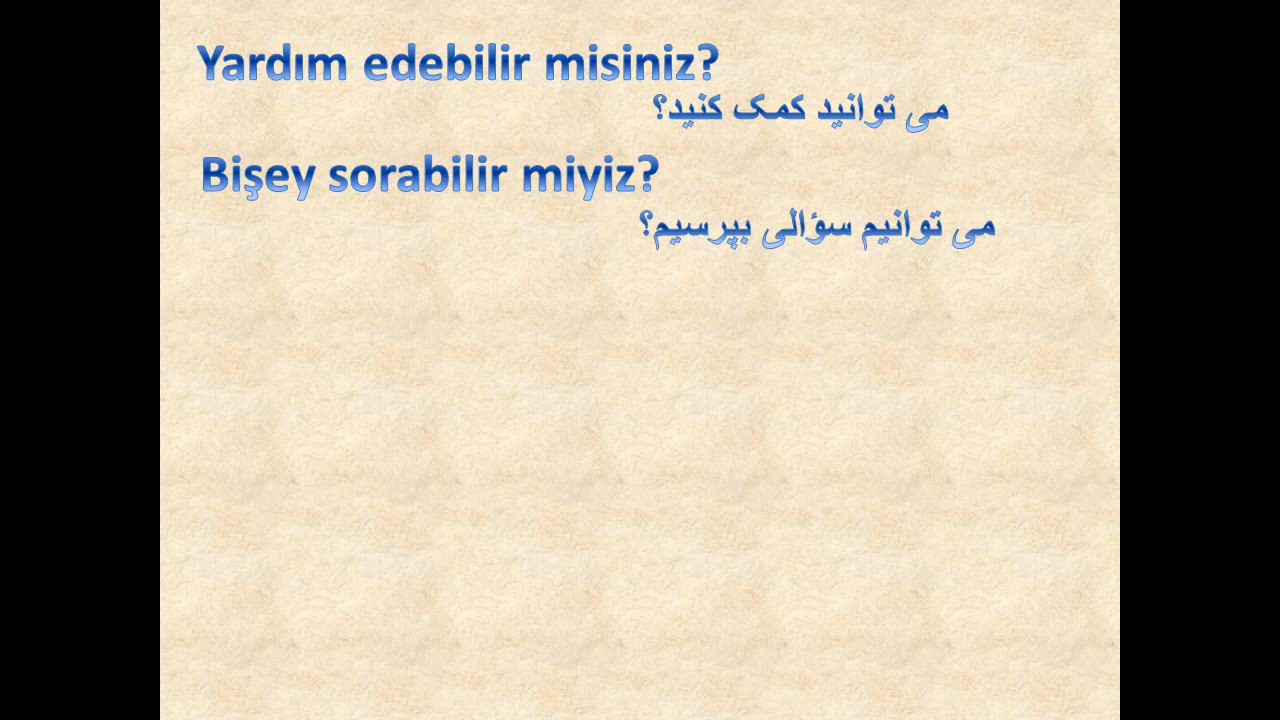 Yardım edebilir misiniz?
می توانید کمک کنید؟
Bişey sorabilir miyiz?
می توانیم سؤالی بپرسیم؟